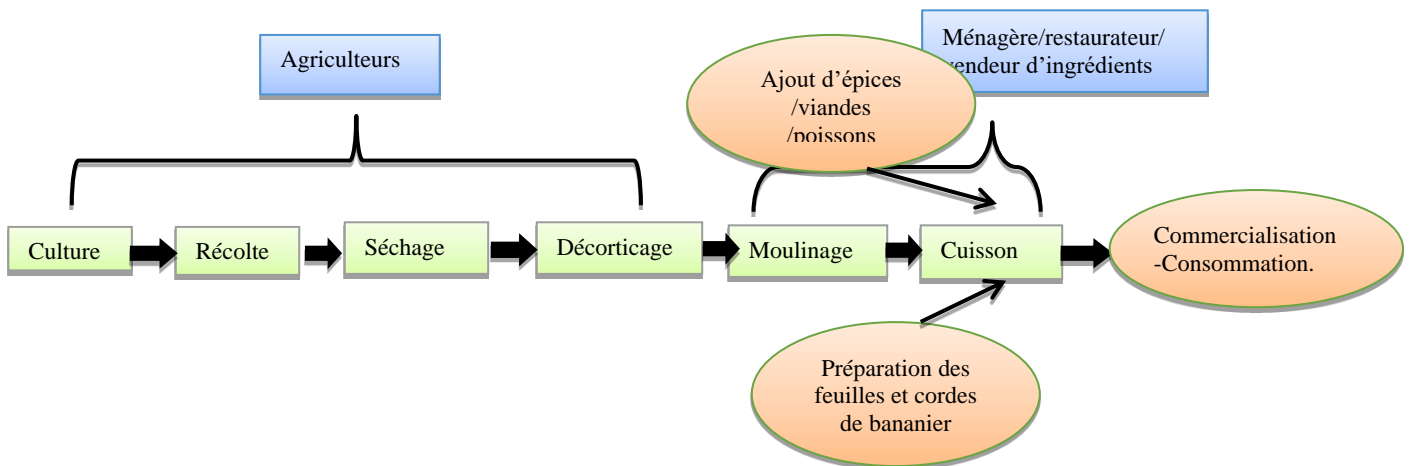 Agriculteurs
Ménagère/restaurateur/
vendeur d’ingrédients
Ajout d’épices
/viandes
/poissons
Culture
Récolte
Séchage
Décorticage
Moulinage
Cuisson
Commercialisation
-Consommation.
Préparation des
feuilles et cordes
de bananier